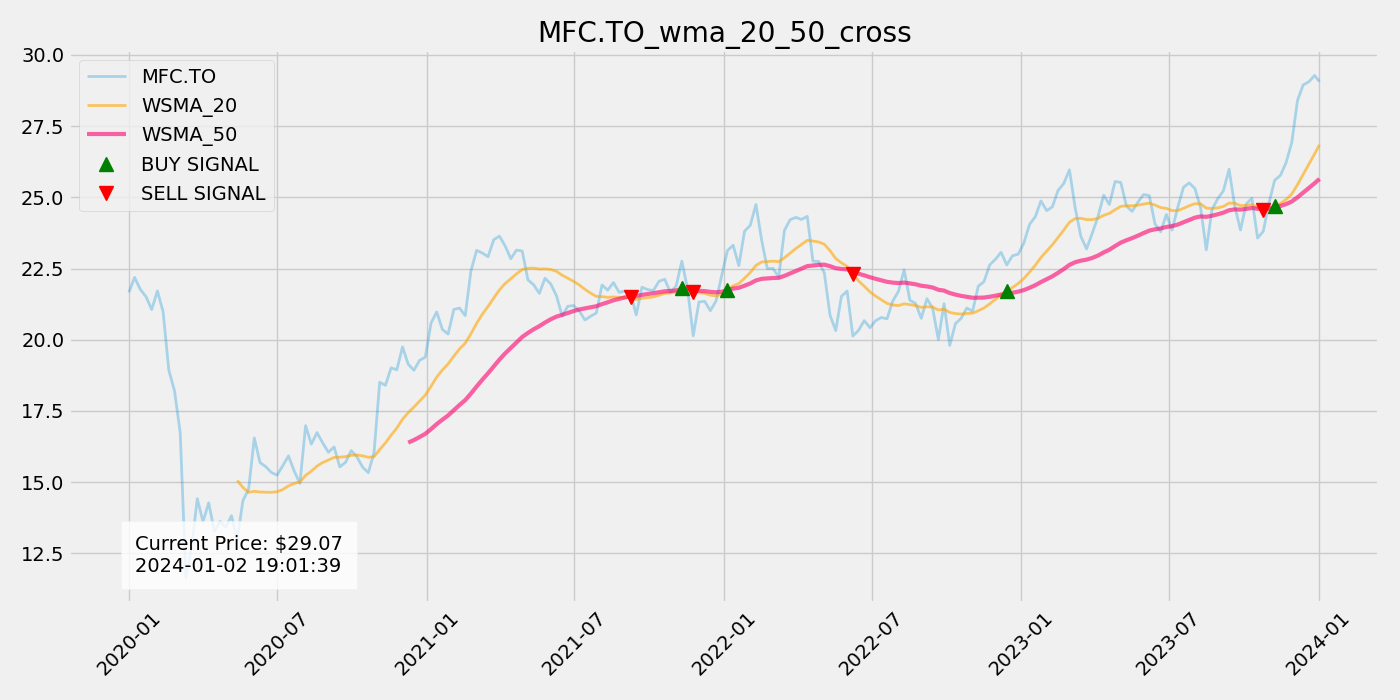 MFC.TO_wma_20_50_cross
30.0
27.5
25.0
22.5
20.0
17.5
15.0
12.5
MFC.TO
WSMA_20
WSMA_50
BUY SIGNAL
SELL SIGNAL
Current Price: $29.07
2024-01-02 19:01:39
2020-01
2020-07
2021-01
2021-07
2022-01
2022-07
2023-01
2023-07
2024-01